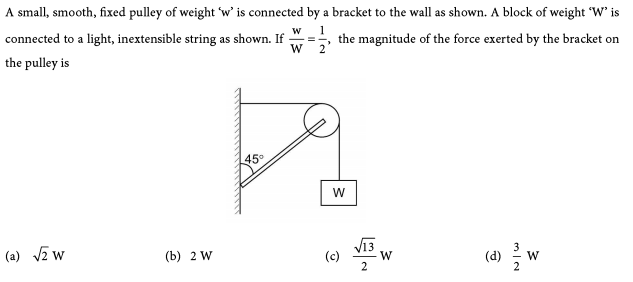 A small, smooth, fixed pulley of weight ‘w’ is connected by a bracket to the wall as shown. A block of weight ‘W’ is
connected to a light, inextensible string as shown. If w/W = 1/2, the magnitude of the force exerted by the bracket on
the pulley is
45°
W
(a) √2 W (b) 2 W (c) √13/2 W (d) 3/2 W